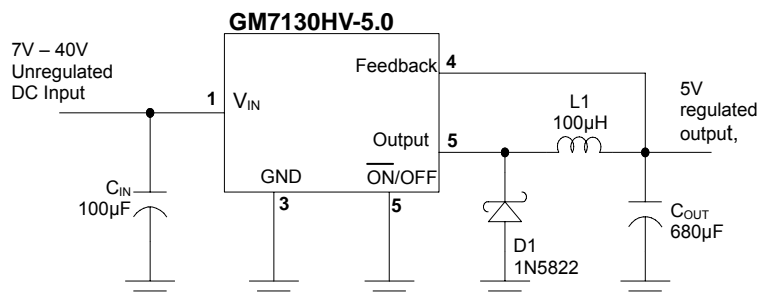 GM7130HV-5.0
7V – 40V
Unregulated
DC Input
1
VIN
Feedback
4
Output
5
GND
3
ON/OFF
5
L1
100µH
5V
regulated
output,
CIN
100µF
D1
1N5822
COUT
680µF